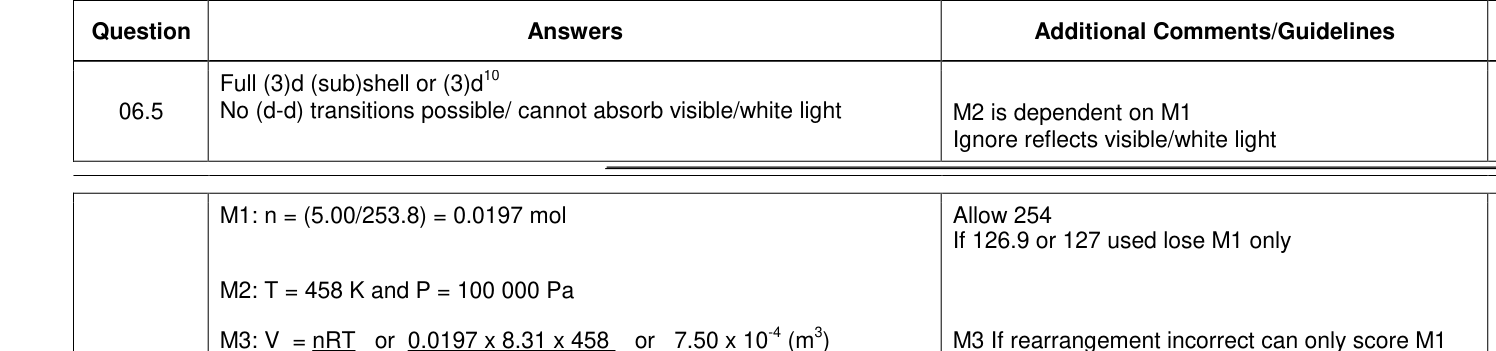 Question Answers Additional Comments/Guidelines
06.5
Full (3)d (sub)shell or (3)d10
No (d-d) transitions possible/ cannot absorb visible/white light
M2 is dependent on M1
Ignore reflects visible/white light
M1: n = (5.00/253.8) = 0.0197 mol
Allow 254
If 126.9 or 127 used lose M1 only
M2: T = 458 K and P = 100 000 Pa
M3: V = nRT or 0.0197 x 8.31 x 458 or 7.50 x 10-4 (m3)
M3 If rearrangement incorrect can only score M1